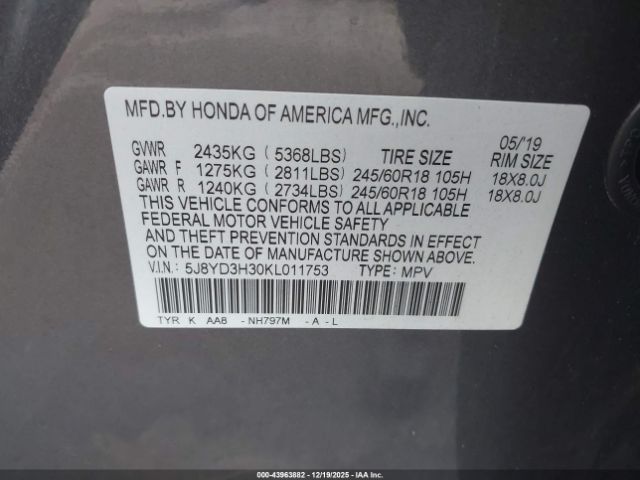 MFD.BY HONDA OF AMERICA MFG.,INC.
05/'19
GVWR 2435KG (5368LBS) TIRE SIZE RIM SIZE
GAWR F 1275KG (2811LBS) 245/60R18 105H 18X8.0J
GAWR R 1240KG (2734LBS) 245/60R18 105H 18X8.0J
THIS VEHICLE CONFORMS TO ALL APPLICABLE
FEDERAL MOTOR VEHICLE SAFETY
AND THEFT PREVENTION STANDARDS IN EFFECT
ON THE DATE OF MANUFACTURE SHOWN ABOVE.
V.I.N.: 5J8YD3H30KL011753 TYPE: MPV
TYR K AA8 -NH797M -A -L
000-43963882 - 12/19/2025 - IAA Inc.